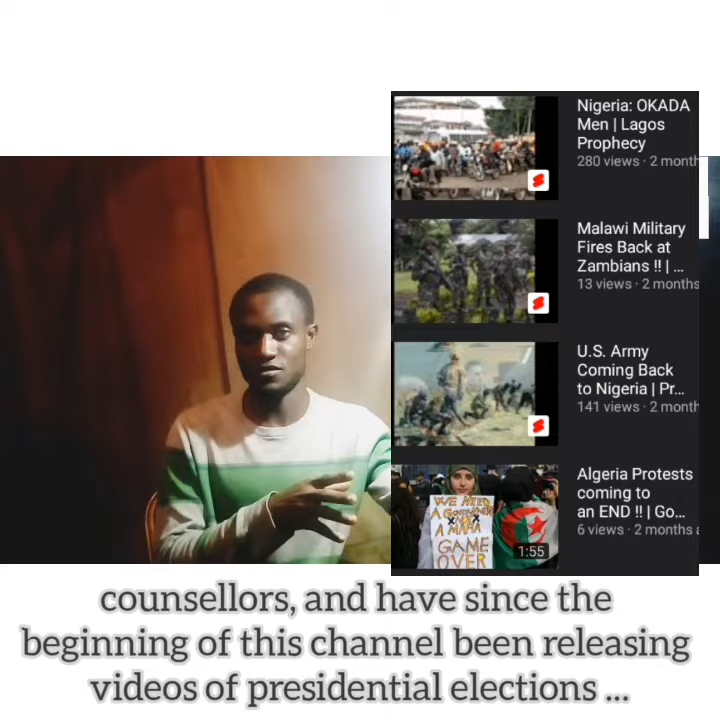 Nigeria: OKADA
Men | Lagos
Prophecy
280 views · 2 month
Malawi Military
Fires Back at
Zambians !! | ...
13 views · 2 months
U.S. Army
Coming Back
to Nigeria | Pr...
141 views · 2 month
WE NEED
A MAFIA
GAME
OVER
1:55
Algeria Protests
coming to
an END !! | Go...
6 views · 2 months
counsellors, and have since the
beginning of this channel been releasing
videos of presidential elections ...